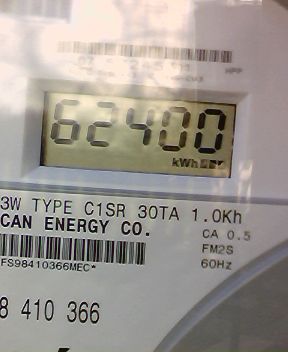 62400
kWh
3W TYPE C1SR 30TA 1.0Kh
CAN ENERGY CO.
CA 0.5
FM2S
60Hz
FS98410366MEC*
8 410 366